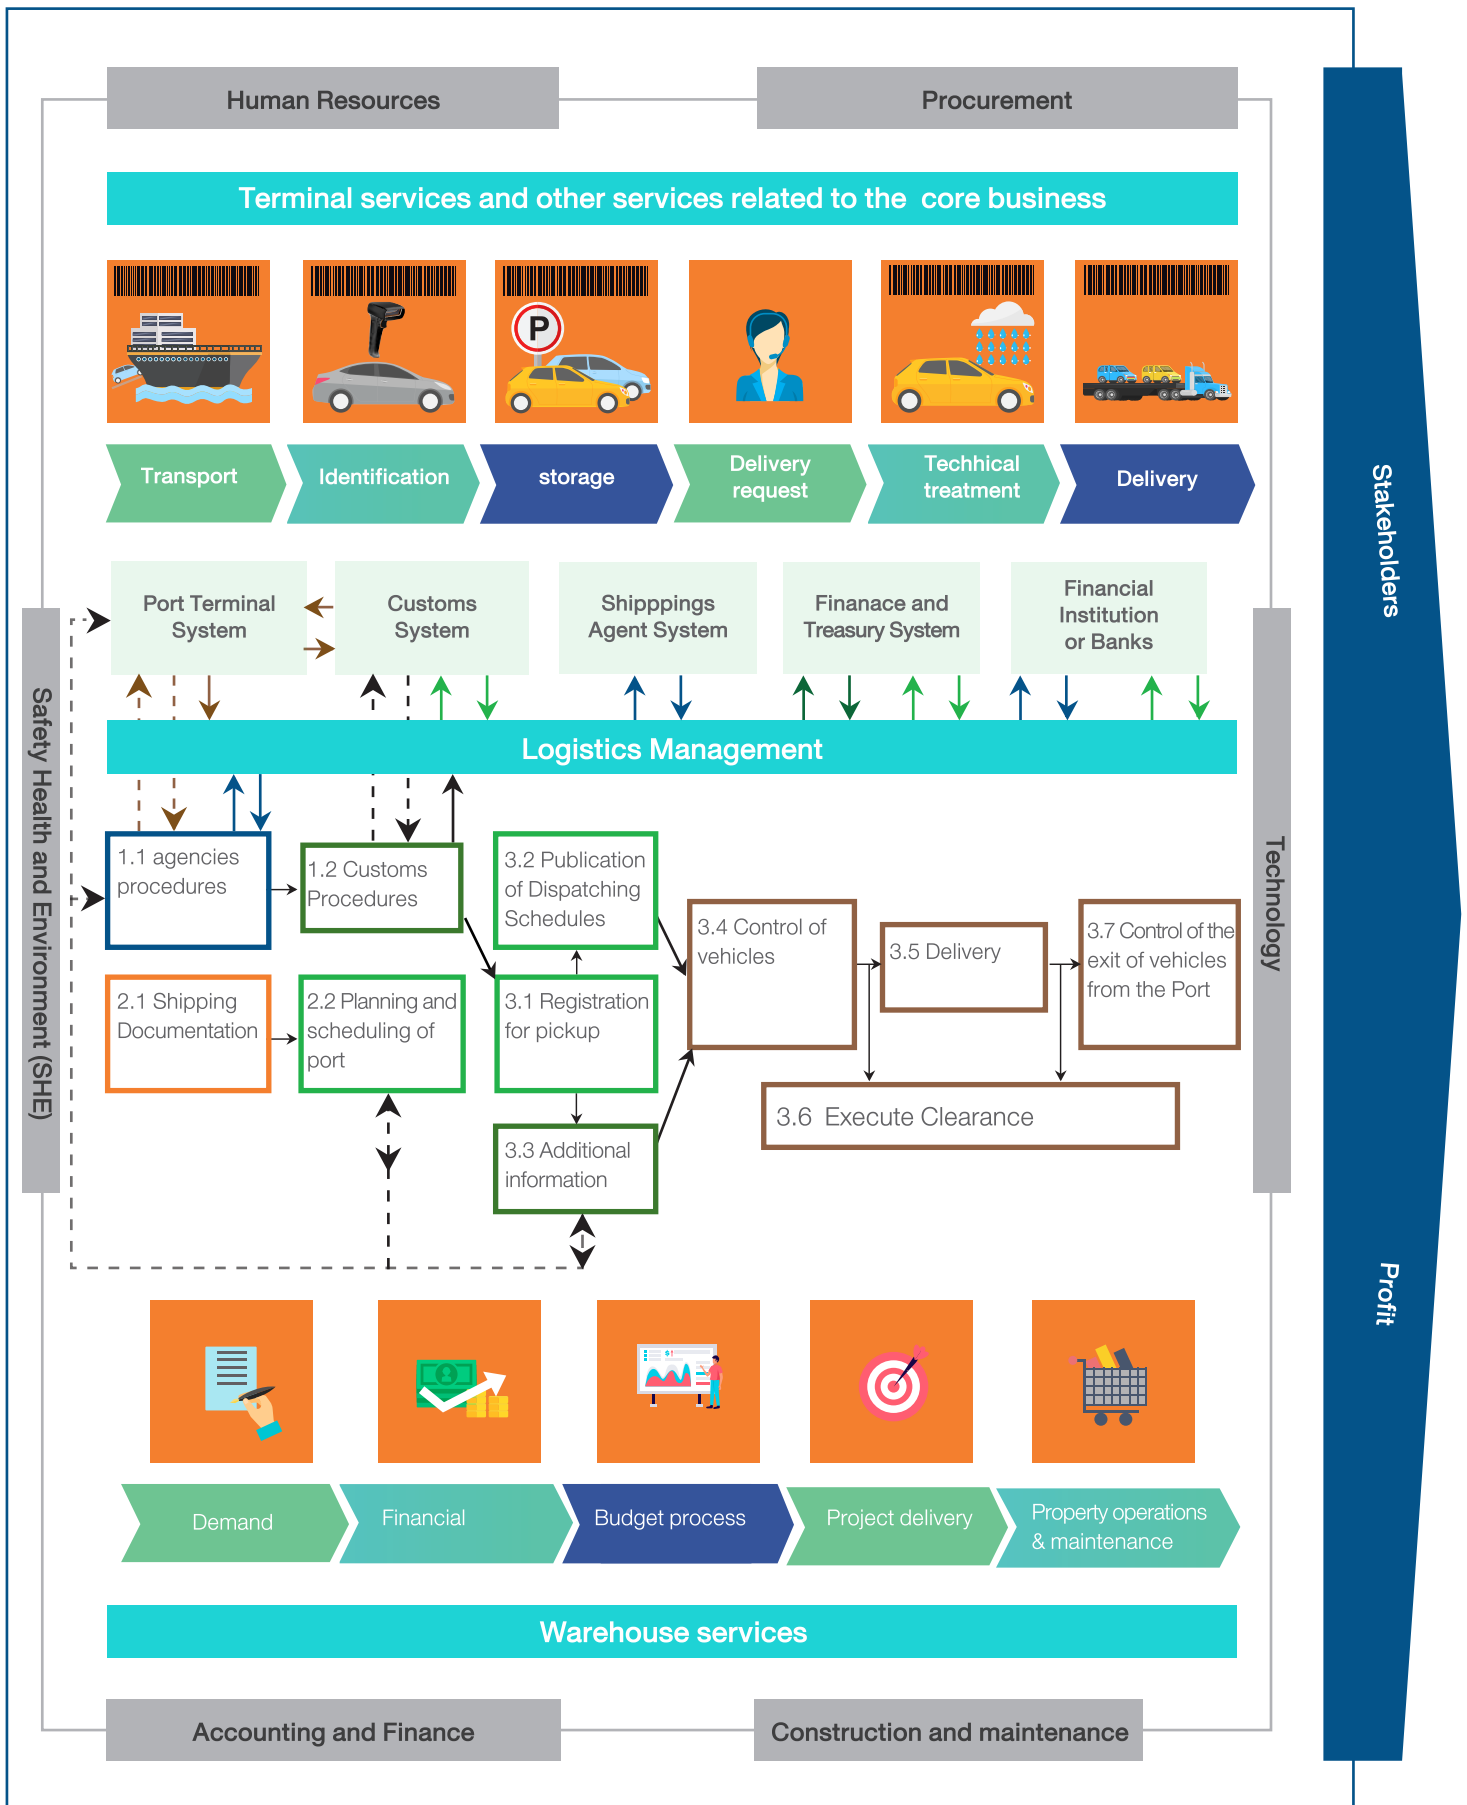 Human Resources
Procurement
Terminal services and other services related to the core business
P
Transport
Identification
storage
Delivery
request
Techhical
treatment
Delivery
Port Terminal
System
Customs
System
Shipppings
Agent System
Finanace and
Treasury System
Financial
Institution
or Banks
Logistics Management
Safety Health and Environment (SHE)
Technology
Stakeholders
Profit
1.1 agencies
procedures
1.2 Customs
Procedures
3.2 Publication
of Dispatching
Schedules
3.4 Control of
vehicles
3.5 Delivery
3.7 Control of the
exit of vehicles
from the Port
2.1 Shipping
Documentation
2.2 Planning and
scheduling of
port
3.1 Registration
for pickup
3.6 Execute Clearance
3.3 Additional
information
Demand
Financial
Budget process
Project delivery
Property operations
& maintenance
Warehouse services
Accounting and Finance
Construction and maintenance